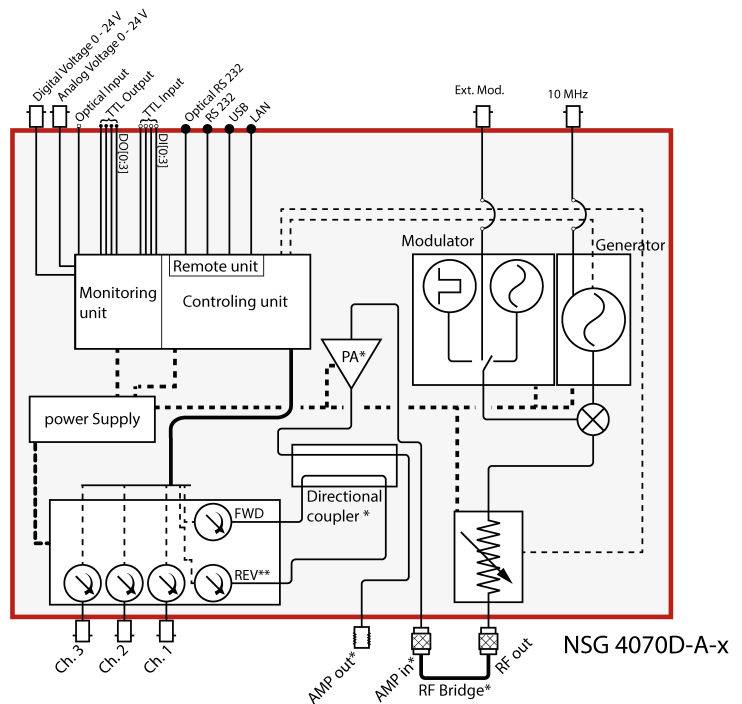 Digital Voltage 0 - 24 V
Analog Voltage 0 - 24 V
Optical Input
TTL Output
TTL Input
Optical RS 232
RS 232
USB
LAN
Ext. Mod.
10 MHz
DO[0:3]
DI[0:3]
Modulator
Generator
Remote unit
Monitoring
unit
Controling unit
PA*
power Supply
Directional
coupler *
FWD
REV**
Ch. 3
Ch. 2
Ch. 1
AMP out*
AMP in*
RF out
RF Bridge*
NSG 4070D-A-x